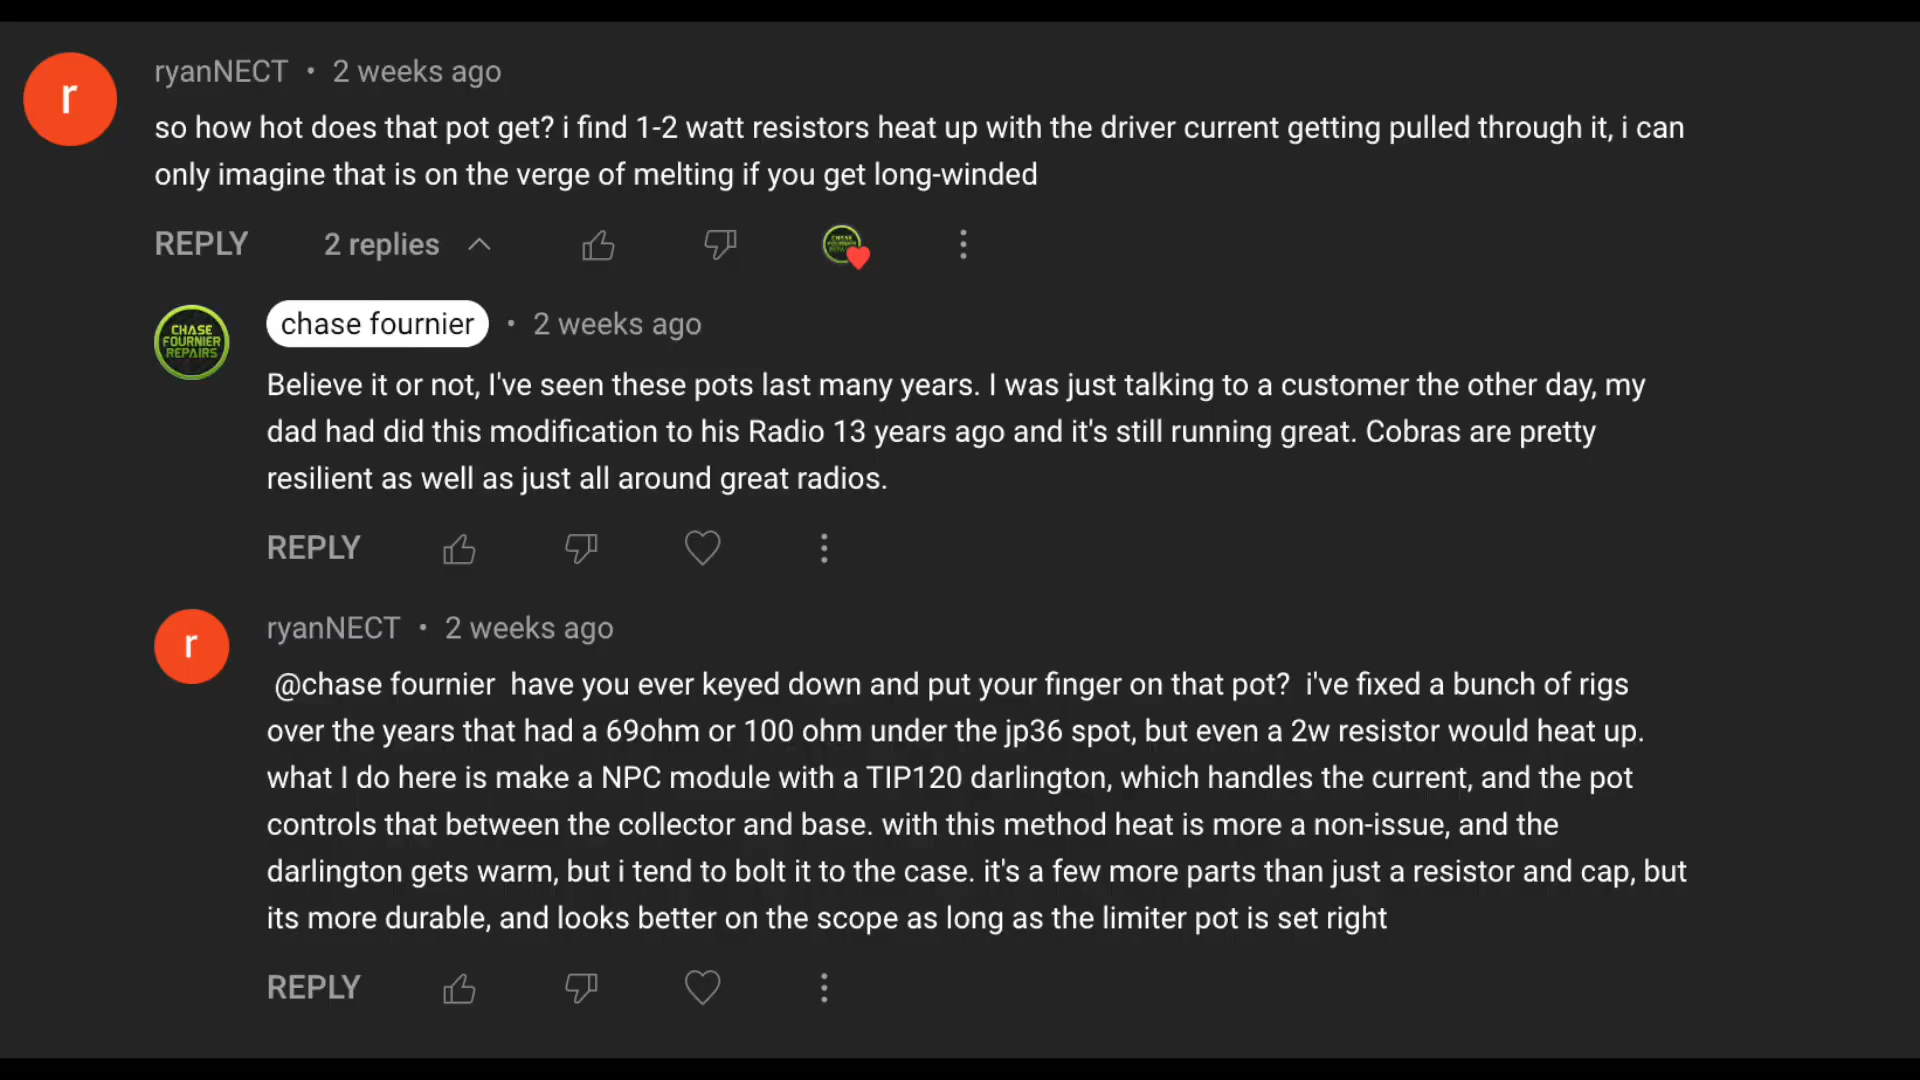 ryanNECT • 2 weeks ago
r
so how hot does that pot get? i find 1-2 watt resistors heat up with the driver current getting pulled through it, i can
only imagine that is on the verge of melting if you get long-winded
REPLY 2 replies
chase fournier • 2 weeks ago
CHASE
FOURNIER
REPAIRS
Believe it or not, I've seen these pots last many years. I was just talking to a customer the other day, my
dad had did this modification to his Radio 13 years ago and it's still running great. Cobras are pretty
resilient as well as just all around great radios.
REPLY
ryanNECT • 2 weeks ago
r
@chase fournier have you ever keyed down and put your finger on that pot? i've fixed a bunch of rigs
over the years that had a 69ohm or 100 ohm under the jp36 spot, but even a 2w resistor would heat up.
what I do here is make a NPC module with a TIP120 darlington, which handles the current, and the pot
controls that between the collector and base. with this method heat is more a non-issue, and the
darlington gets warm, but i tend to bolt it to the case. it's a few more parts than just a resistor and cap, but
its more durable, and looks better on the scope as long as the limiter pot is set right
REPLY